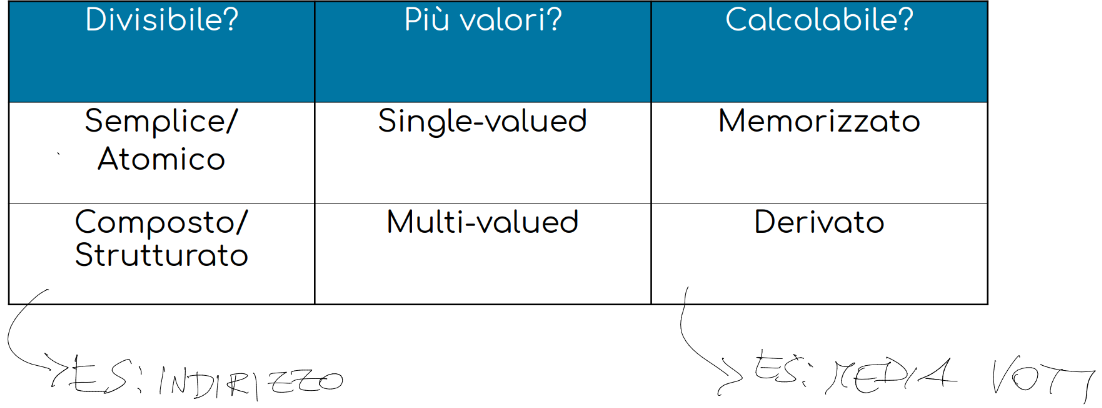 Divisibile? Più valori? Calcolabile?
Semplice/ Single-valued Memorizzato
Atomico
Composto/ Multi-valued Derivato
Strutturato
ES: INDIRIZZO ES: MEDIA VOTI